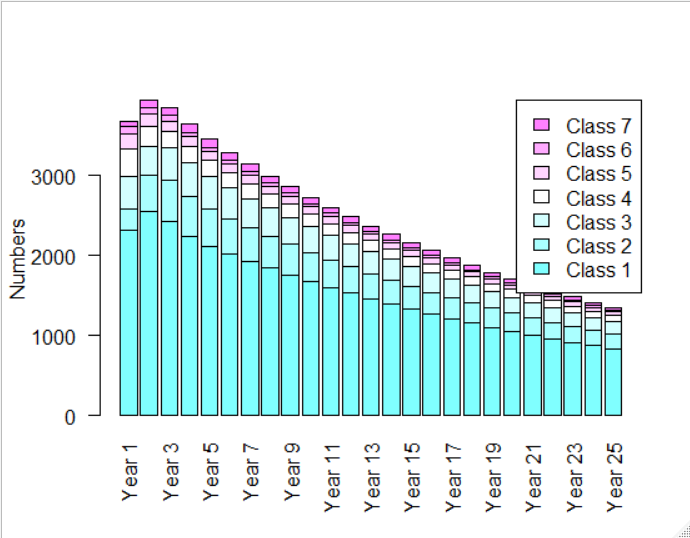 Class 7
Class 6
Class 5
Class 4
Class 3
Class 2
Class 1
Numbers
3000
2000
1000
0
Year 1
Year 3
Year 5
Year 7
Year 9
Year 11
Year 13
Year 15
Year 17
Year 19
Year 21
Year 23
Year 25